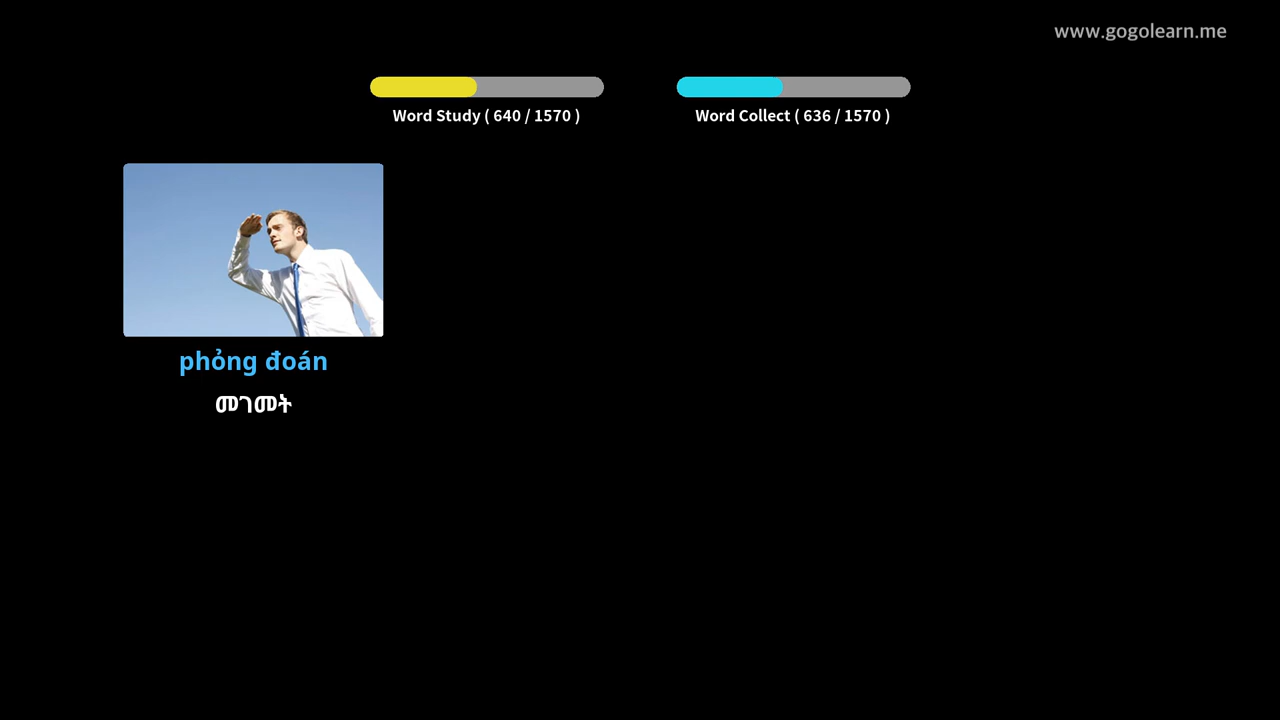 www.gogolearn.me
Word Study ( 640 / 1570 )
Word Collect ( 636 / 1570 )
phỏng đoán
መገመት